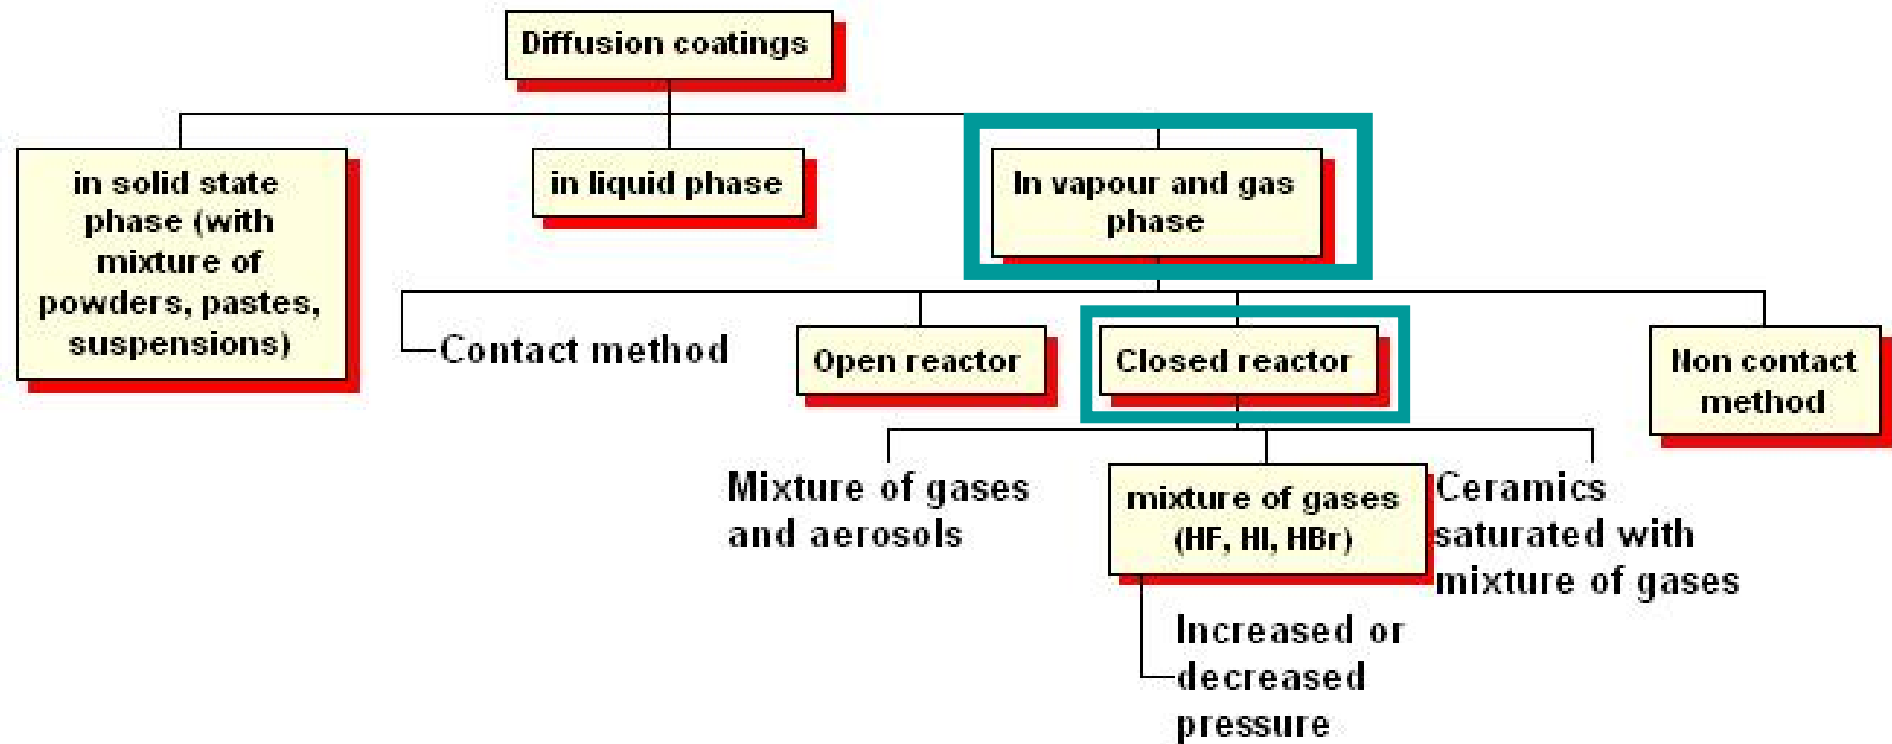 Diffusion coatings
in solid state
phase (with
mixture of
powders, pastes,
suspensions)
in liquid phase
In vapour and gas
phase
Contact method
Open reactor
Closed reactor
Non contact
method
Mixture of gases
and aerosols
mixture of gases
(HF, HI, HBr)
Ceramics
saturated with
mixture of gases
Increased or
decreased
pressure